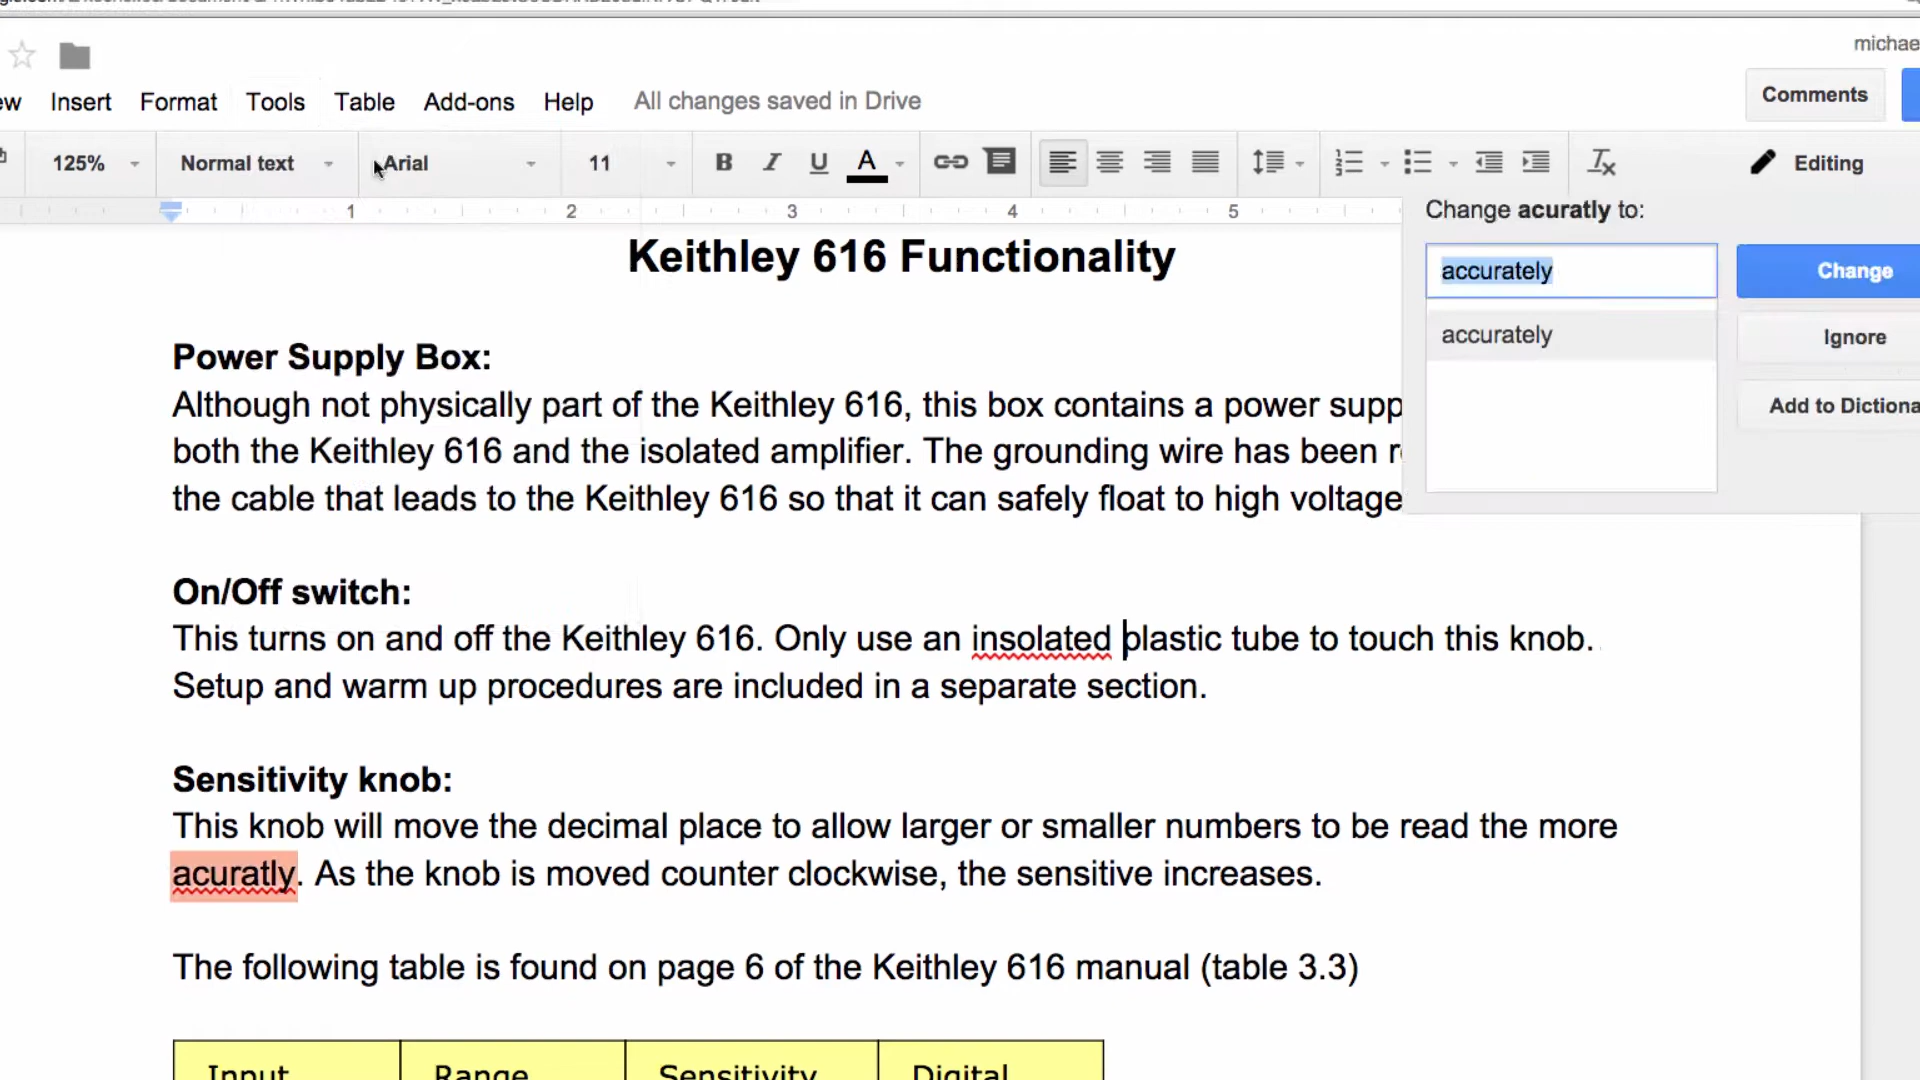 michae
ew Insert Format Tools Table Add-ons Help All changes saved in Drive Comments
125% Normal text Arial 11 B I U A Editing
1 2 3 4 5
Change acuratly to:
accurately Change
accurately Ignore
Add to Dictiona
Keithley 616 Functionality
Power Supply Box:
Although not physically part of the Keithley 616, this box contains a power supp
both the Keithley 616 and the isolated amplifier. The grounding wire has been r
the cable that leads to the Keithley 616 so that it can safely float to high voltage
On/Off switch:
This turns on and off the Keithley 616. Only use an insolated plastic tube to touch this knob.
Setup and warm up procedures are included in a separate section.
Sensitivity knob:
This knob will move the decimal place to allow larger or smaller numbers to be read the more
acuratly. As the knob is moved counter clockwise, the sensitive increases.
The following table is found on page 6 of the Keithley 616 manual (table 3.3)
Input Range Sensitivity Digital